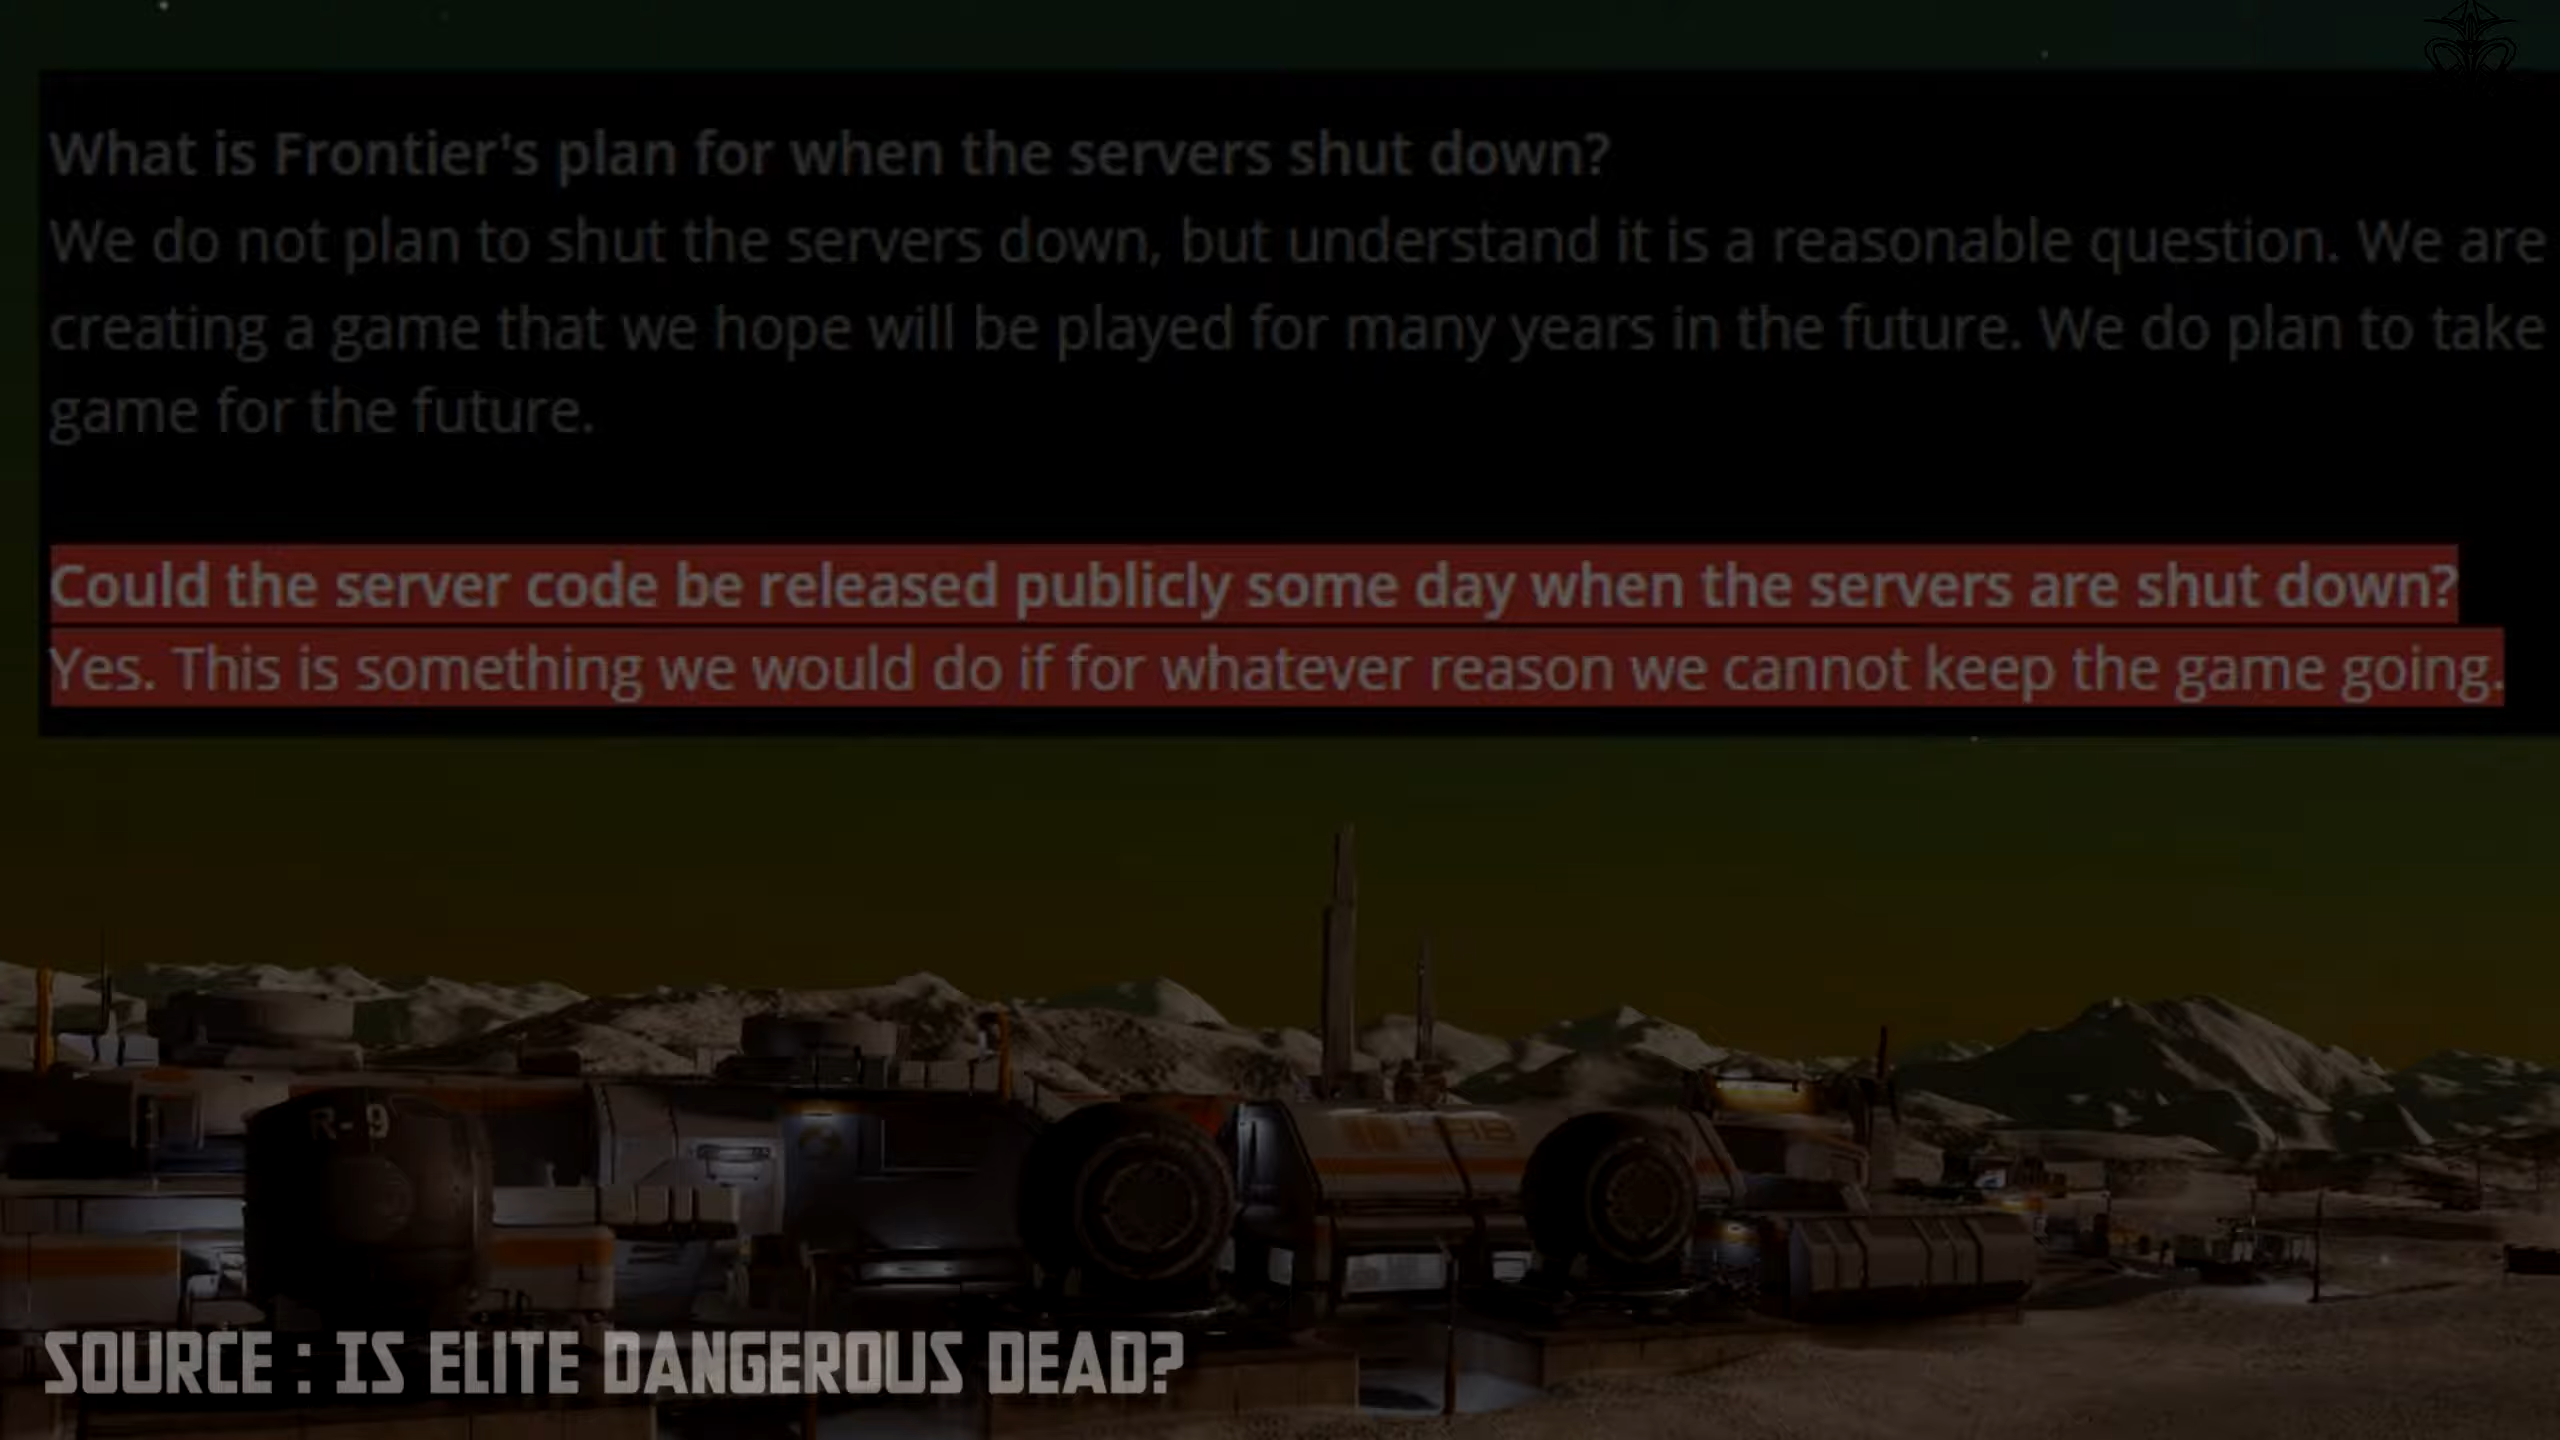 What is Frontier's plan for when the servers shut down?
We do not plan to shut the servers down, but understand it is a reasonable question. We are
creating a game that we hope will be played for many years in the future. We do plan to take
game for the future.
Could the server code be released publicly some day when the servers are shut down?
Yes. This is something we would do if for whatever reason we cannot keep the game going.
R-9
HAB
SOURCE : IS ELITE DANGEROUS DEAD?